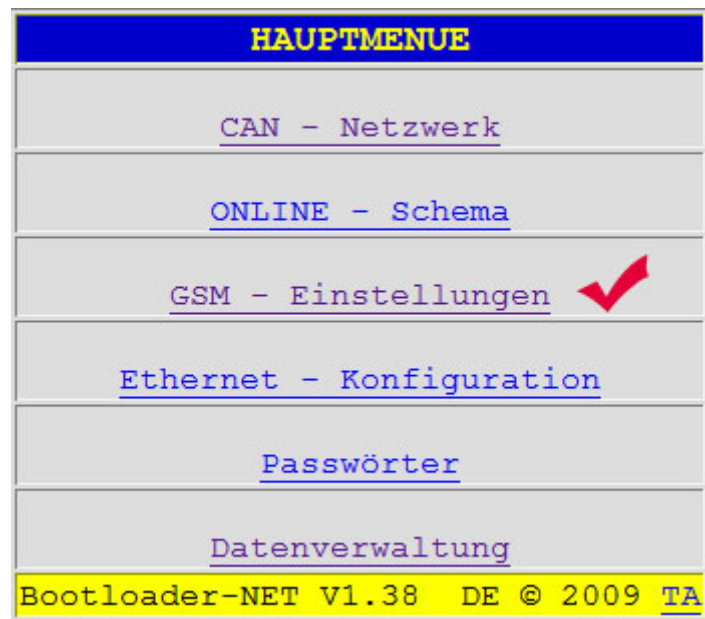 HAUPTMENUE
CAN - Netzwerk
ONLINE - Schema
GSM - Einstellungen
Ethernet - Konfiguration
Passwörter
Datenverwaltung
Bootloader-NET V1.38 DE © 2009 TA